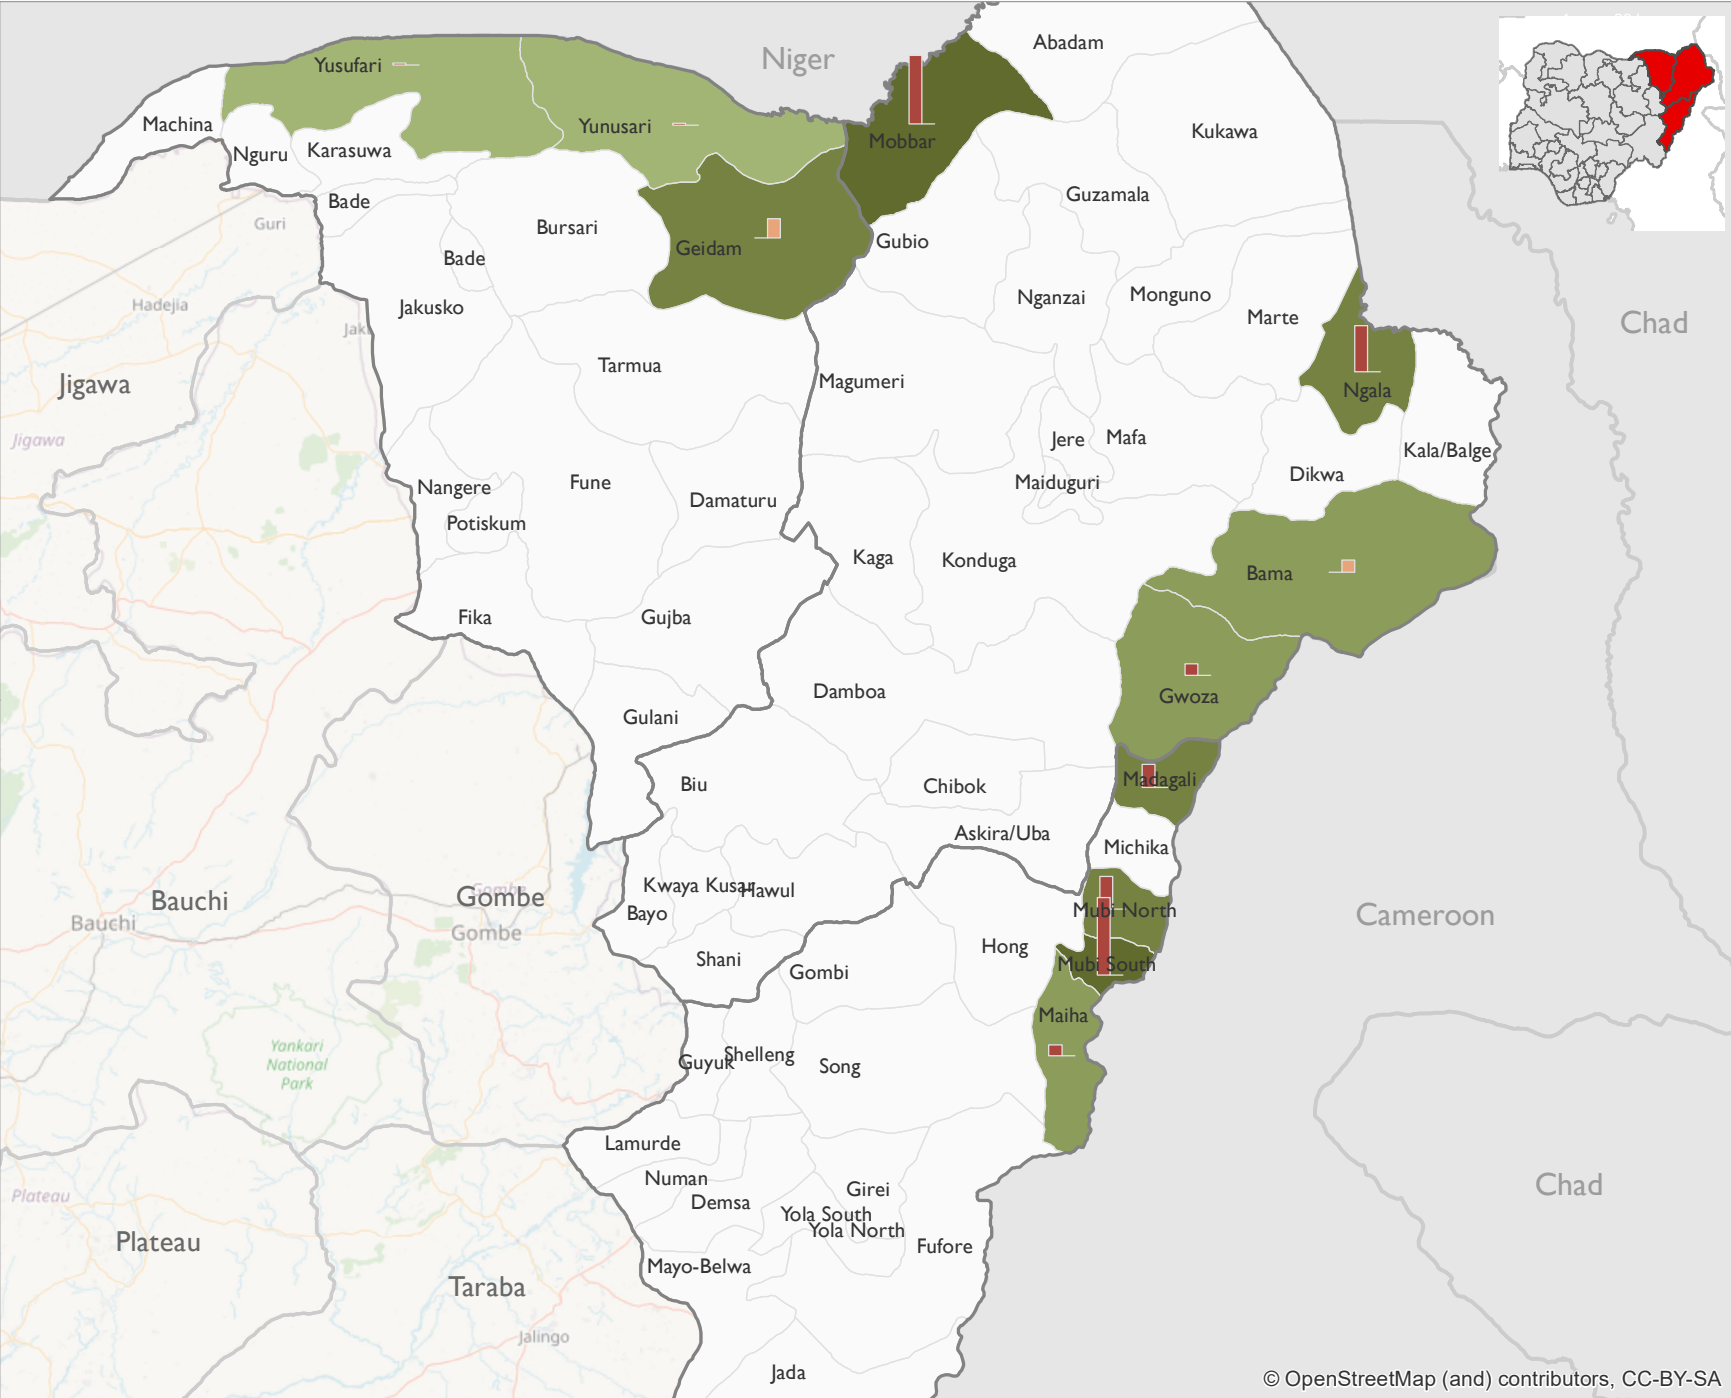 Niger
Abadam
Yusufari
Machina
Yunusari
Mobbar
Kukawa
Nguru
Karasuwa
Bade
Guzamala
Guri
Bursari
Geidam
Gubio
Bade
Hadejia
Jakusko
Nganzai
Monguno
Marte
Chad
Jigawa
Tarmua
Magumeri
Ngala
Jigawa
Jere
Mafa
Kala/Balge
Nangere
Fune
Damaturu
Maiduguri
Dikwa
Potiskum
Kaga
Konduga
Bama
Fika
Gujba
Damboa
Gwoza
Gulani
Biu
Chibok
Madagali
Askira/Uba
Michika
Kwaya Kusar
Hawul
Bauchi
Gombe
Gombe
Bayo
Mubi North
Cameroon
Bauchi
Gombe
Hong
Shani
Gombi
Mubi South
Maiha
Yankari
National
Park
Guyuk
Shelleng
Song
Lamurde
Numan
Demsa
Girei
Chad
Plateau
Yola South
Yola North
Plateau
Mayo-Belwa
Fufore
Taraba
Jalingo
Jada
© OpenStreetMap (and) contributors, CC-BY-SA